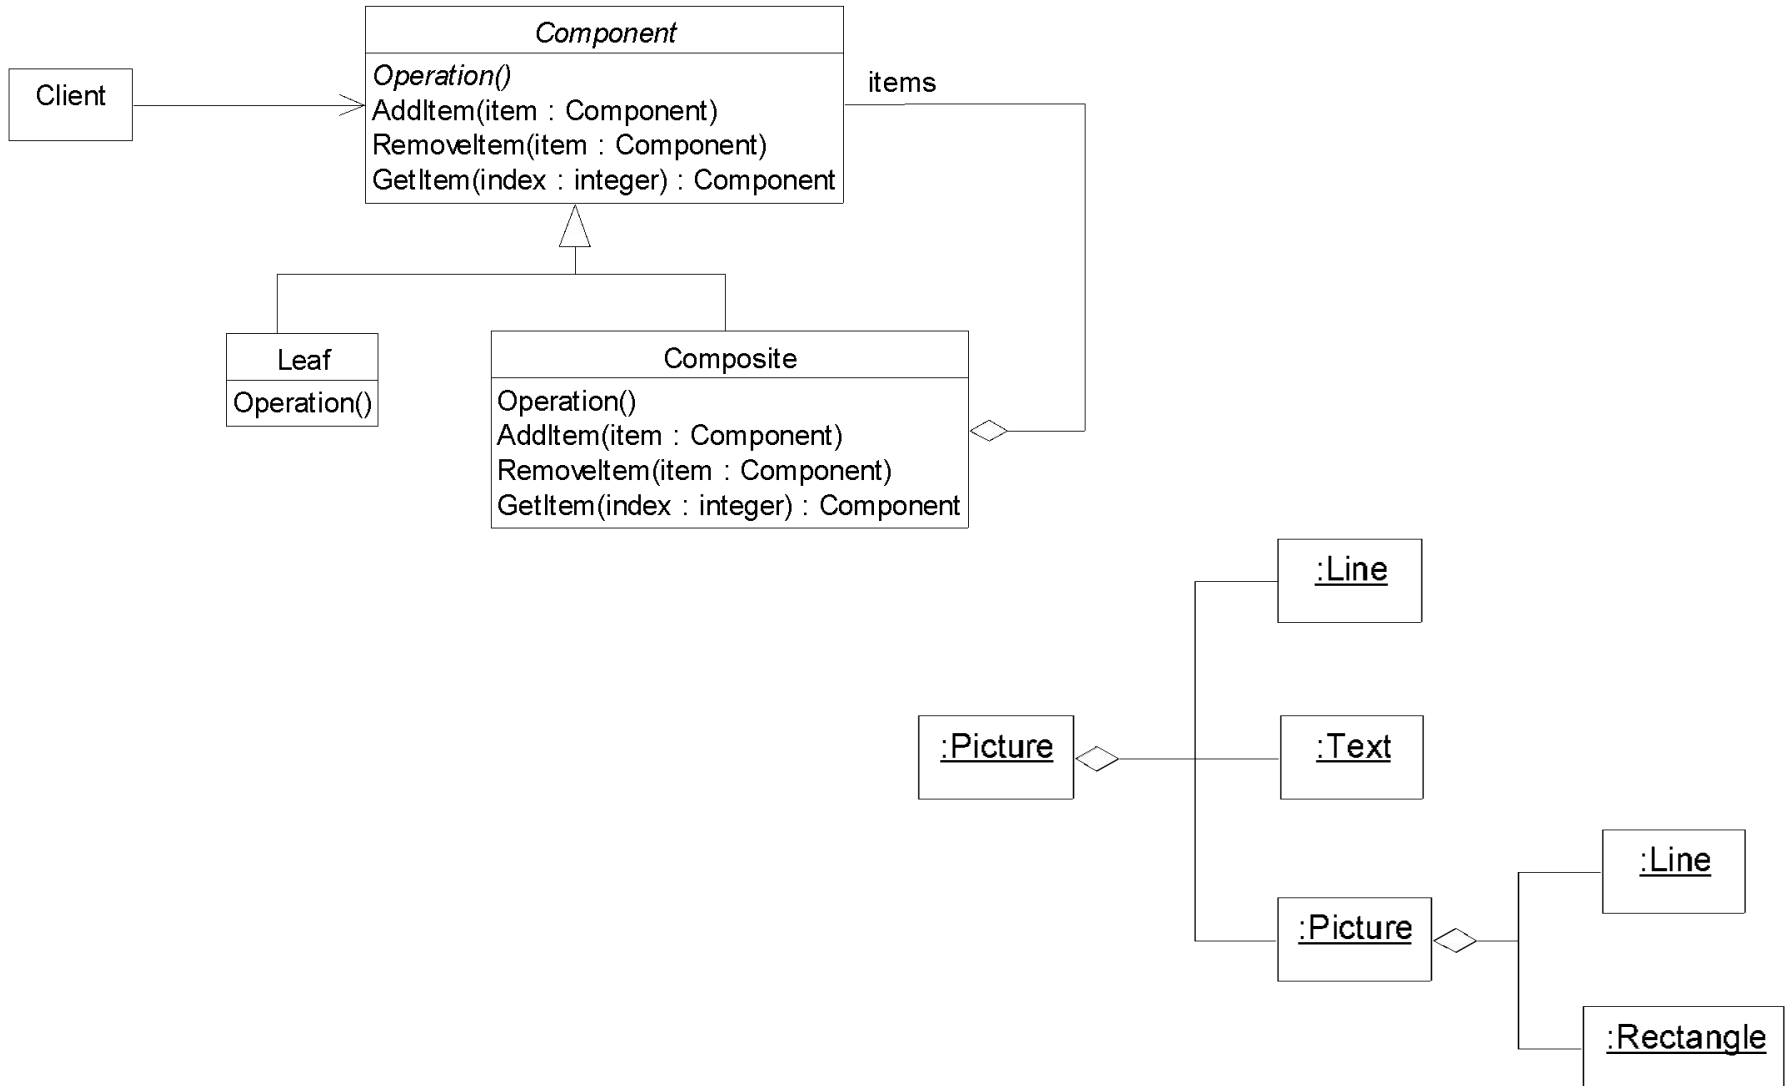 Component
Operation()
AddItem(item : Component)
RemoveItem(item : Component)
GetItem(index : integer) : Component
Client
items
Leaf
Operation()
Composite
Operation()
AddItem(item : Component)
RemoveItem(item : Component)
GetItem(index : integer) : Component
:Line
:Picture
:Text
:Picture
:Line
:Rectangle